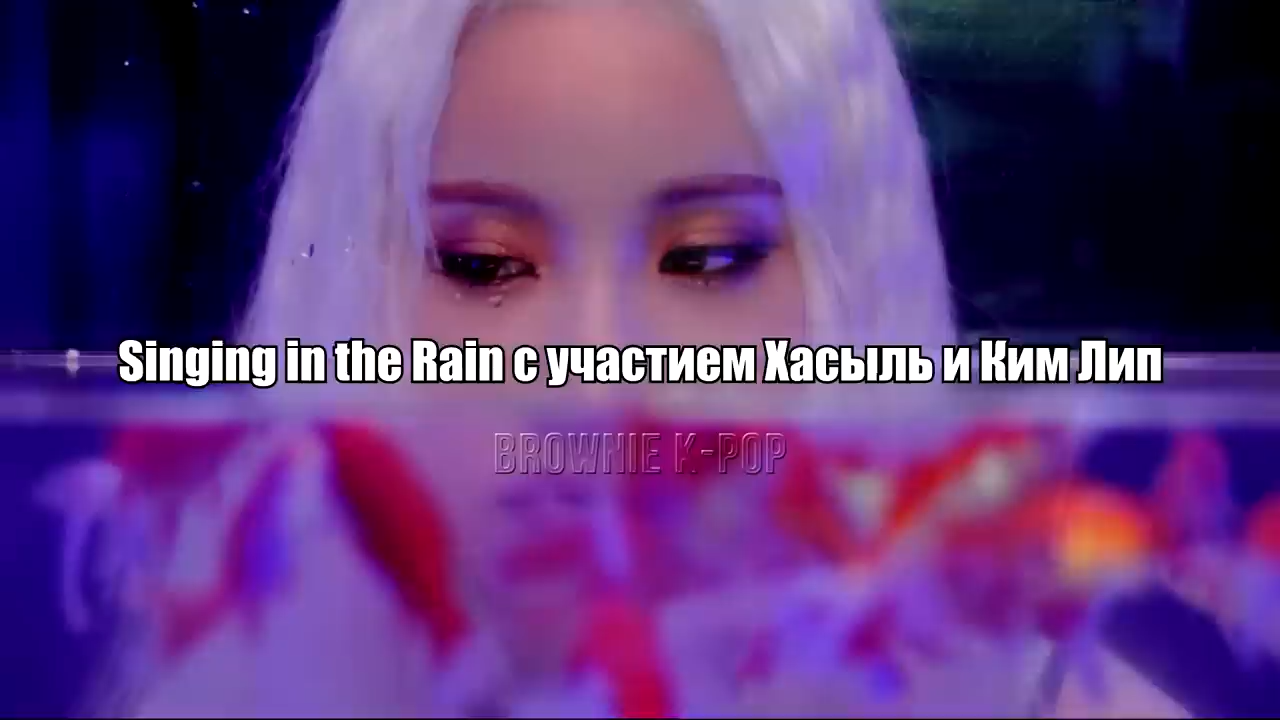 Singing in the Rain с участием Хасыль и Ким Лип
BROWNIE K-POP